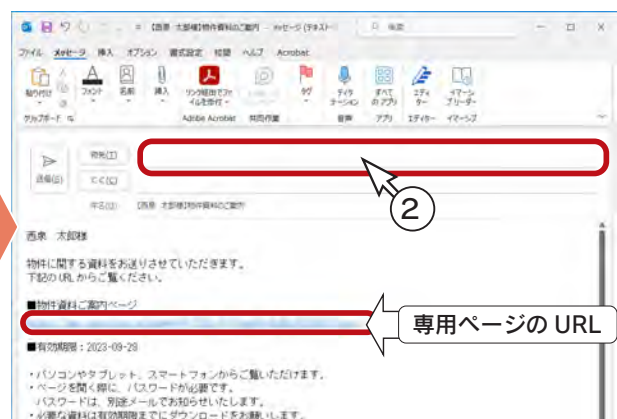 【西泉 太郎様】物件資料のご案内 - メッセージ (テキスト
検索
ファイル メッセージ 挿入 オプション 書式設定 校閲 ヘルプ Acrobat
貼り付け フォント 名前 挿入 リンク経由でファイルを添付 タグ ディクテーション すべてのアプリ エディター イマーシブリーダー
クリップボード Adobe Acrobat 共同作業 音声 アプリ エディター イマーシブ
宛先(T)
送信(S)
C C (C)
②
件名(U) 【西泉 太郎様】物件資料のご案内
西泉 太郎様
物件に関する資料をお送りさせていただきます。
下記の URL からご覧ください。
■物件資料ご案内ページ
専用ページの URL
■有効期限：2023-09-29
・パソコンやタブレット、スマートフォンからご覧いただけます。
・ページを開く際に、パスワードが必要です。
パスワードは、別途メールでお知らせいたします。
・必要な資料は有効期限までにダウンロードをお願いします。